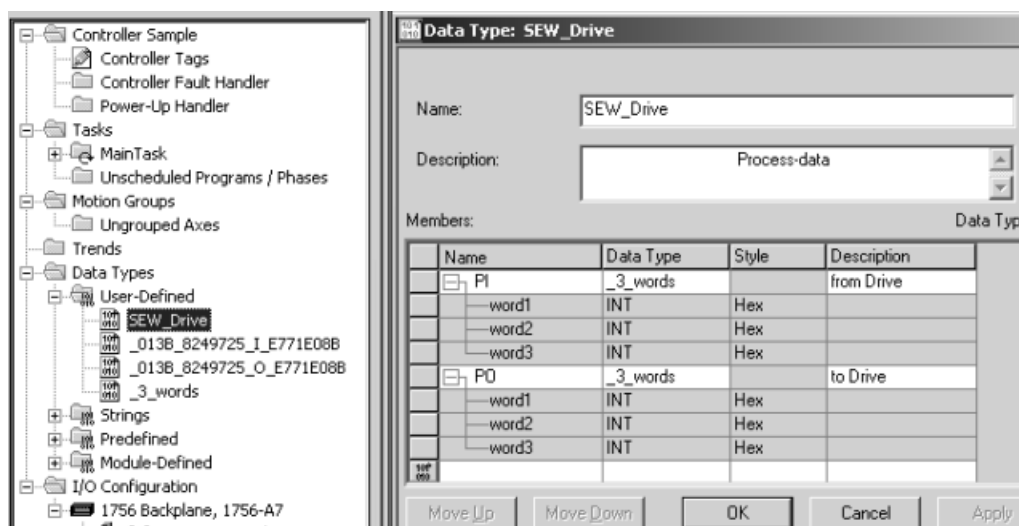 Controller Sample
Controller Tags
Controller Fault Handler
Power-Up Handler
Tasks
MainTask
Unscheduled Programs / Phases
Motion Groups
Ungrouped Axes
Trends
Data Types
User-Defined
SEW_Drive
_013B_8249725_I_E771E08B
_013B_8249725_O_E771E08B
_3_words
Strings
Predefined
Module-Defined
I/O Configuration
1756 Backplane, 1756-A7
Data Type: SEW_Drive
Name: SEW_Drive
Description: Process-data
Members: Data Typ
Name Data Type Style Description
PI _3_words from Drive
word1 INT Hex
word2 INT Hex
word3 INT Hex
PO _3_words to Drive
word1 INT Hex
word2 INT Hex
word3 INT Hex
Move Up Move Down OK Cancel Apply